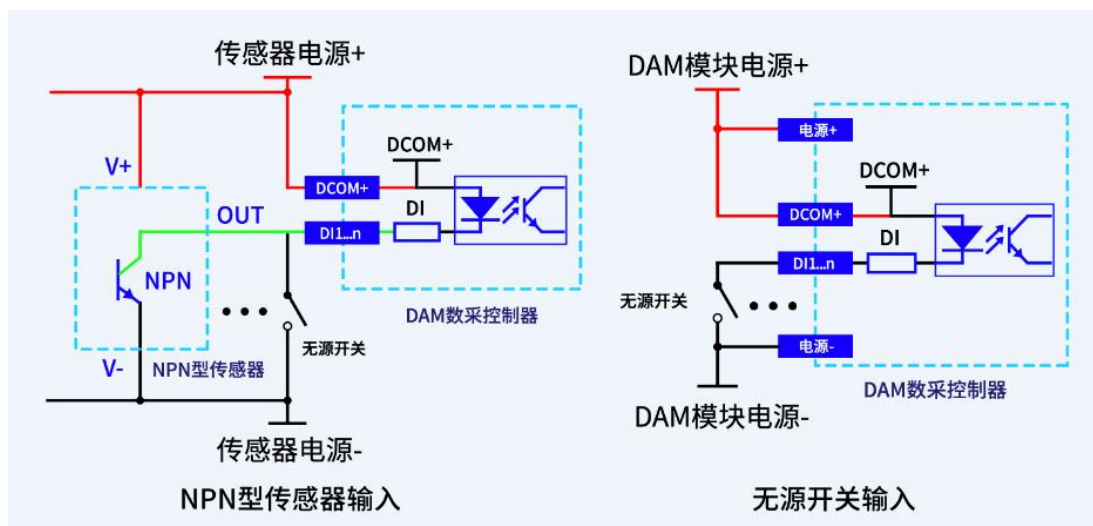 传感器电源+
V+
DCOM+
DCOM+
OUT
DI
DI1...n
NPN
无源开关
DAM数采控制器
V-
NPN型传感器
传感器电源-
NPN型传感器输入
DAM模块电源+
电源+
DCOM+
DCOM+
DI
DI1...n
无源开关
电源-
DAM数采控制器
DAM模块电源-
无源开关输入